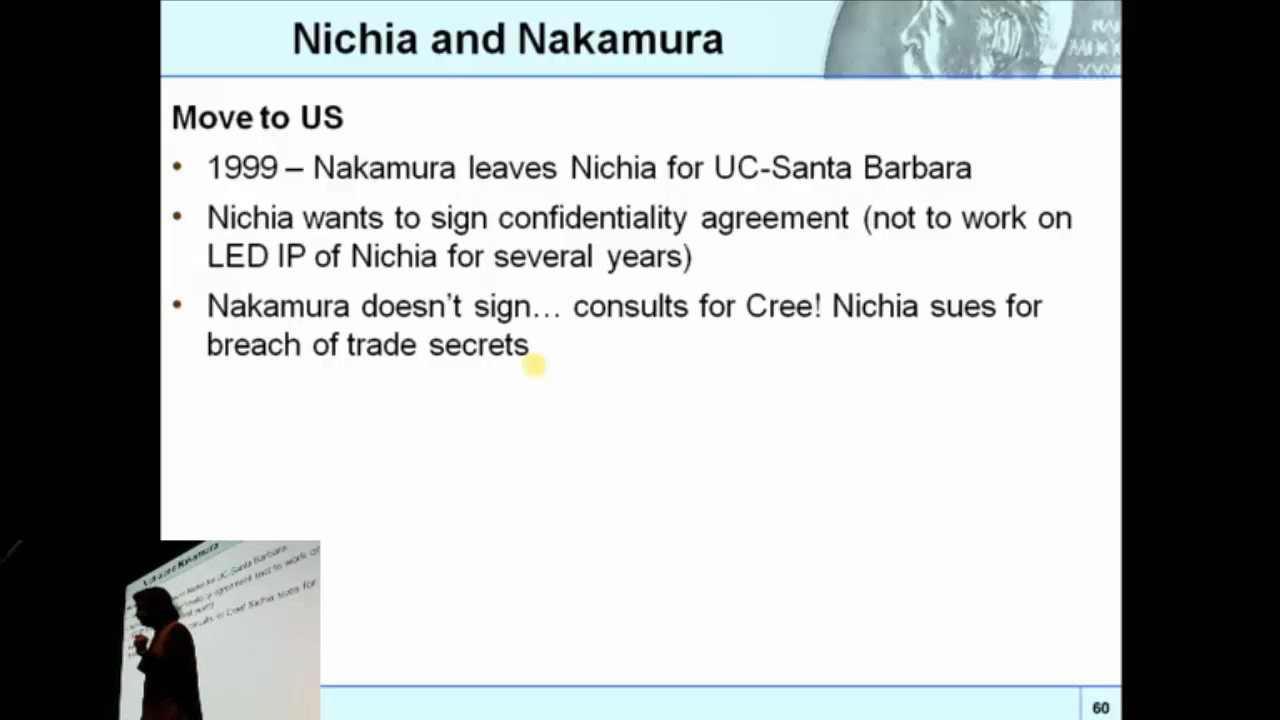 Nichia and Nakamura
Move to US
• 1999 – Nakamura leaves Nichia for UC-Santa Barbara
• Nichia wants to sign confidentiality agreement (not to work on
LED IP of Nichia for several years)
• Nakamura doesn't sign… consults for Cree! Nichia sues for
breach of trade secrets
60